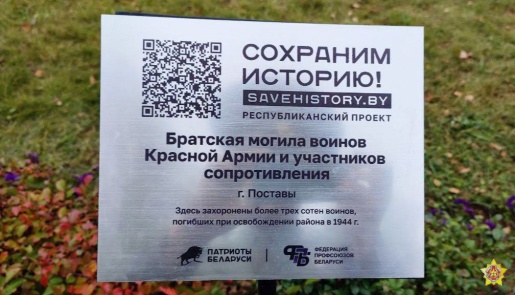 СОХРАНИМ
ИСТОРИЮ!
SAVEHISTORY.BY
РЕСПУБЛИКАНСКИЙ ПРОЕКТ
Братская могила воинов
Красной Армии и участников
сопротивления
г. Поставы
Здесь захоронены более трех сотен воинов,
погибших при освобождении района в 1944 г.
ПАТРИОТЫ
БЕЛАРУСИ
ФПБ
ФЕДЕРАЦИЯ
ПРОФСОЮЗОВ
БЕЛАРУСИ